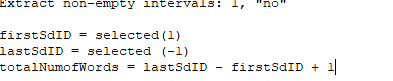 Extract non-empty intervals: 1, "no"
firstSdID = selected(1)
lastSdID = selected (-1)
totalNumofWords = lastSdID - firstSdID + 1